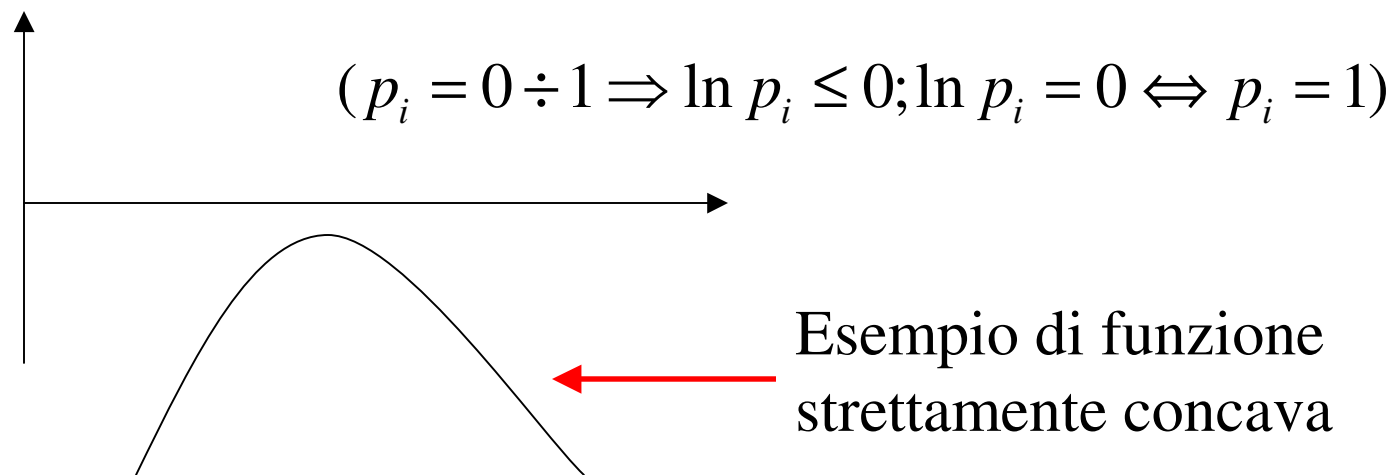 ( p_i = 0 ÷ 1 ⇒ ln p_i ≤ 0; ln p_i = 0 ⇔ p_i = 1)
Esempio di funzione
strettamente concava